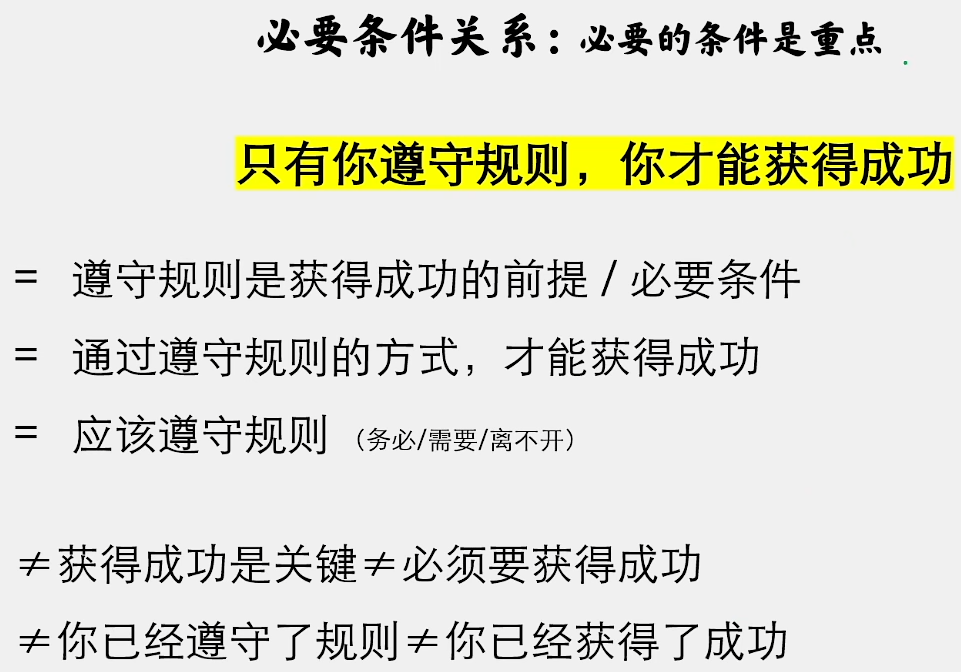 必要条件关系：必要的条件是重点
只有你遵守规则，你才能获得成功
= 遵守规则是获得成功的前提 / 必要条件
= 通过遵守规则的方式，才能获得成功
= 应该遵守规则（务必/需要/离不开）
≠获得成功是关键≠必须要获得成功
≠你已经遵守了规则≠你已经获得了成功